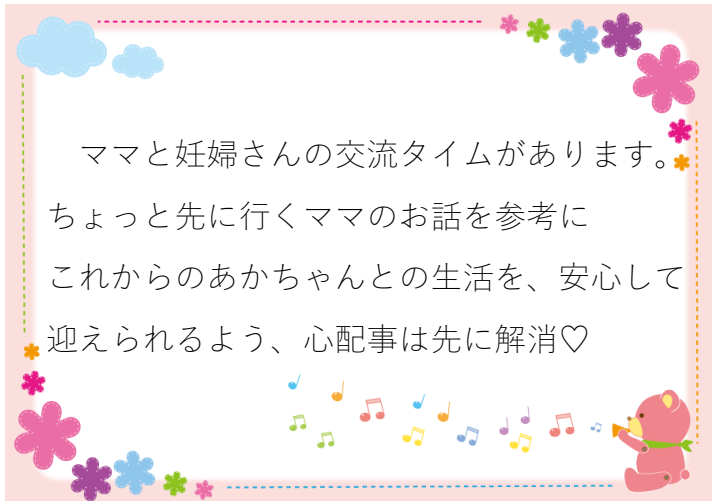 ママと妊婦さんの交流タイムがあります。
ちょっと先に行くママのお話を参考に
これからのあかちゃんとの生活を、安心して
迎えられるよう、心配事は先に解消♡